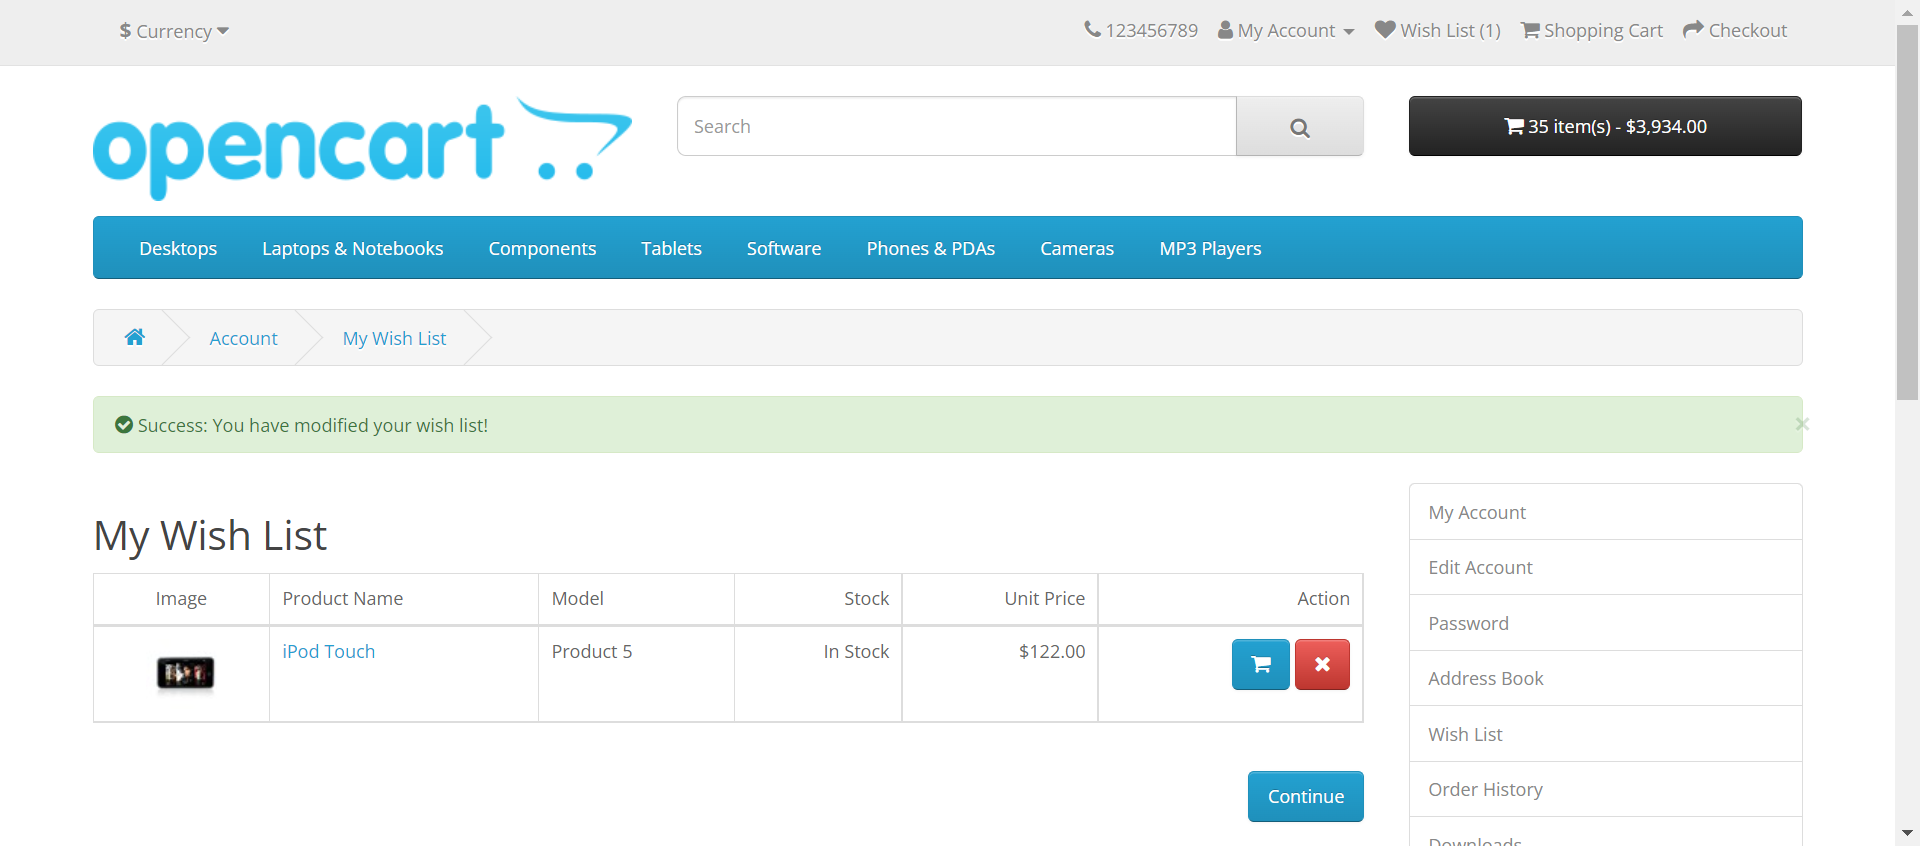 $ Currency
123456789 My Account Wish List (1) Shopping Cart Checkout
opencart
Search
35 item(s) - $3,934.00
Desktops Laptops & Notebooks Components Tablets Software Phones & PDAs Cameras MP3 Players
Account My Wish List
Success: You have modified your wish list!
×
My Wish List
Image Product Name Model Stock Unit Price Action
iPod Touch Product 5 In Stock $122.00
Continue
My Account
Edit Account
Password
Address Book
Wish List
Order History
Downloads